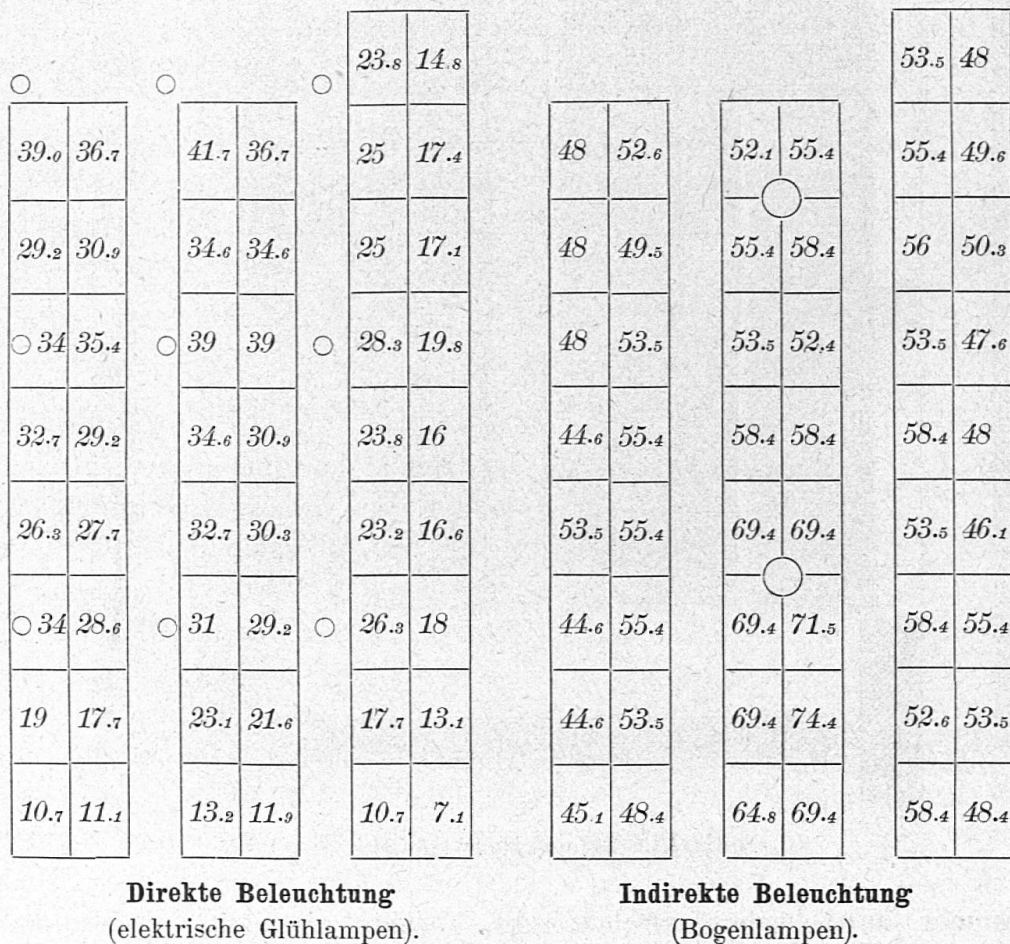 23.8 14.8 53.5 48
39.0 36.7 41.7 36.7 25 17.4 48 52.6 52.1 55.4 55.4 49.6
29.2 30.9 34.6 34.6 25 17.1 48 49.5 55.4 58.4 56 50.3
34 35.4 39 39 28.3 19.8 48 53.5 53.5 52.4 53.5 47.6
32.7 29.2 34.6 30.9 23.8 16 44.6 55.4 58.4 58.4 58.4 48
26.3 27.7 32.7 30.3 23.2 16.6 53.5 55.4 69.4 69.4 53.5 46.1
34 28.6 31 29.2 26.3 18 44.6 55.4 69.4 71.5 58.4 55.4
19 17.7 23.1 21.6 17.7 13.1 44.6 53.5 69.4 74.4 52.6 53.5
10.7 11.1 13.2 11.9 10.7 7.1 45.1 48.4 64.8 69.4 58.4 48.4
Direkte Beleuchtung Indirekte Beleuchtung
(elektrische Glühlampen). (Bogenlampen).